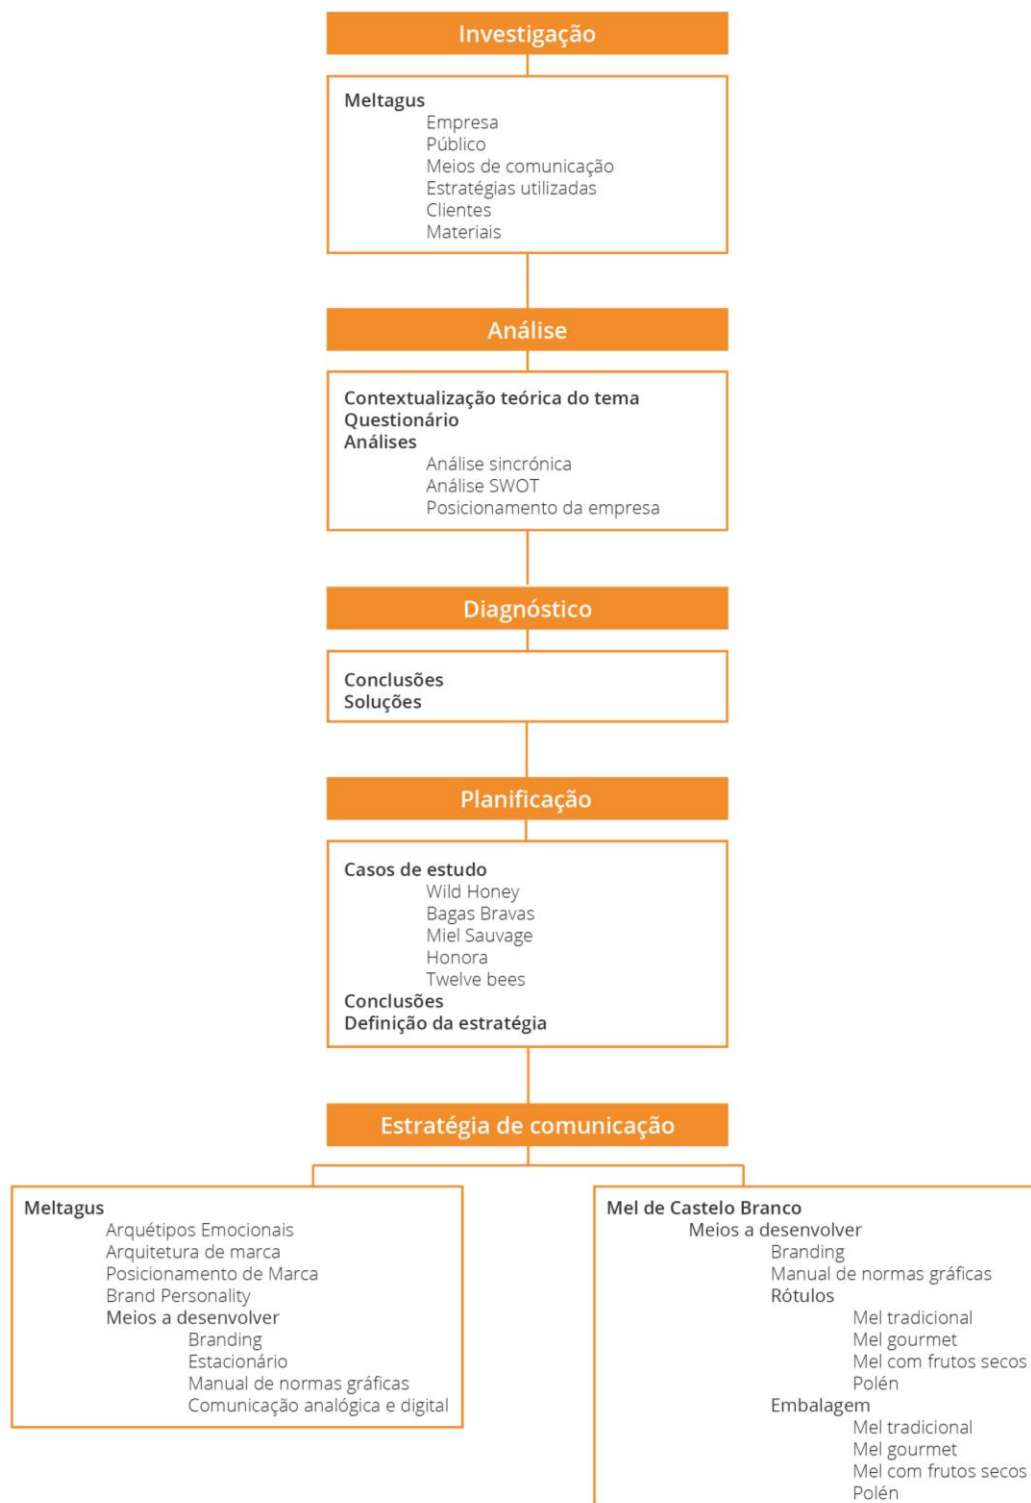 Investigação
Meltagus
Empresa
Público
Meios de comunicação
Estratégias utilizadas
Clientes
Materiais
Análise
Contextualização teórica do tema
Questionário
Análises
Análise sincrónica
Análise SWOT
Posicionamento da empresa
Diagnóstico
Conclusões
Soluções
Planificação
Casos de estudo
Wild Honey
Bagas Bravas
Miel Sauvage
Honora
Twelve bees
Conclusões
Definição da estratégia
Estratégia de comunicação
Meltagus
Arquétipos Emocionais
Arquitetura de marca
Posicionamento de Marca
Brand Personality
Meios a desenvolver
Branding
Estacionário
Manual de normas gráficas
Comunicação analógica e digital
Mel de Castelo Branco
Meios a desenvolver
Branding
Manual de normas gráficas
Rótulos
Mel tradicional
Mel gourmet
Mel com frutos secos
Polén
Embalagem
Mel tradicional
Mel gourmet
Mel com frutos secos
Polén